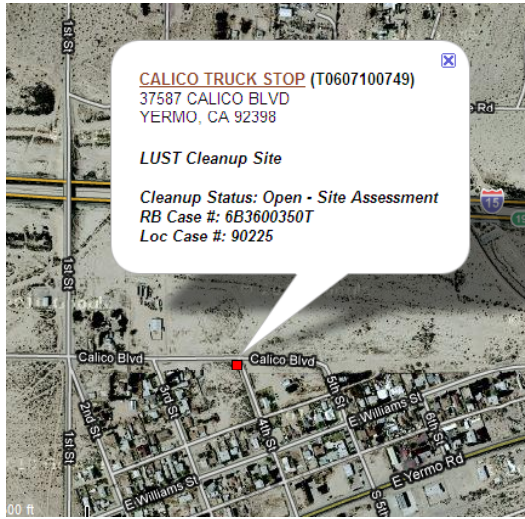 1st St
CALICO TRUCK STOP (T0607100749)
37587 CALICO BLVD
YERMO, CA 92398
LUST Cleanup Site
Cleanup Status: Open - Site Assessment
RB Case #: 6B3600350T
Loc Case #: 90225
Rd
15
1st St
Calico Blvd
Calico Blvd
2nd St
3rd St
4th St
5th St
6th St
E Williams St
1st St
E Williams St
E Yermo Rd
S 5th
00 ft